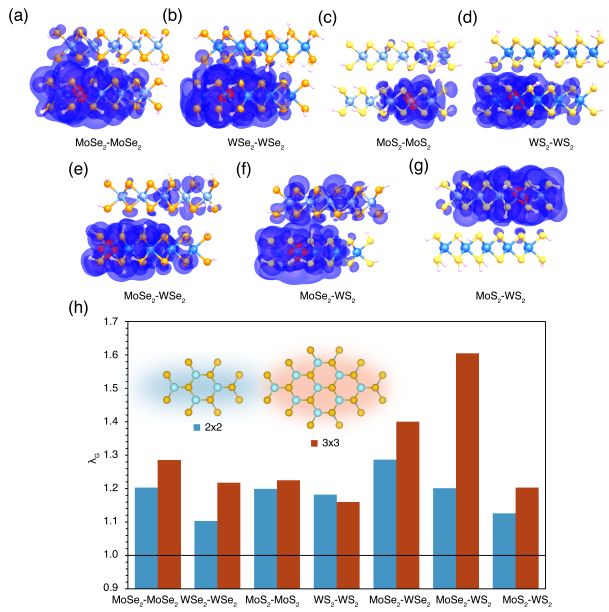 (a)
(b)
(c)
(d)
MoSe₂-MoSe₂
WSe₂-WSe₂
MoS₂-MoS₂
WS₂-WS₂
(e)
(f)
(g)
MoSe₂-WSe₂
MoSe₂-WS₂
MoS₂-WS₂
(h)
1.7
1.6
1.5
1.4
1.3
1.2
1.1
1.0
0.9
λG
2x2
3x3
MoSe₂-MoSe₂ WSe₂-WSe₂ MoS₂-MoS₂ WS₂-WS₂ MoSe₂-WSe₂ MoSe₂-WS₂ MoS₂-WS₂